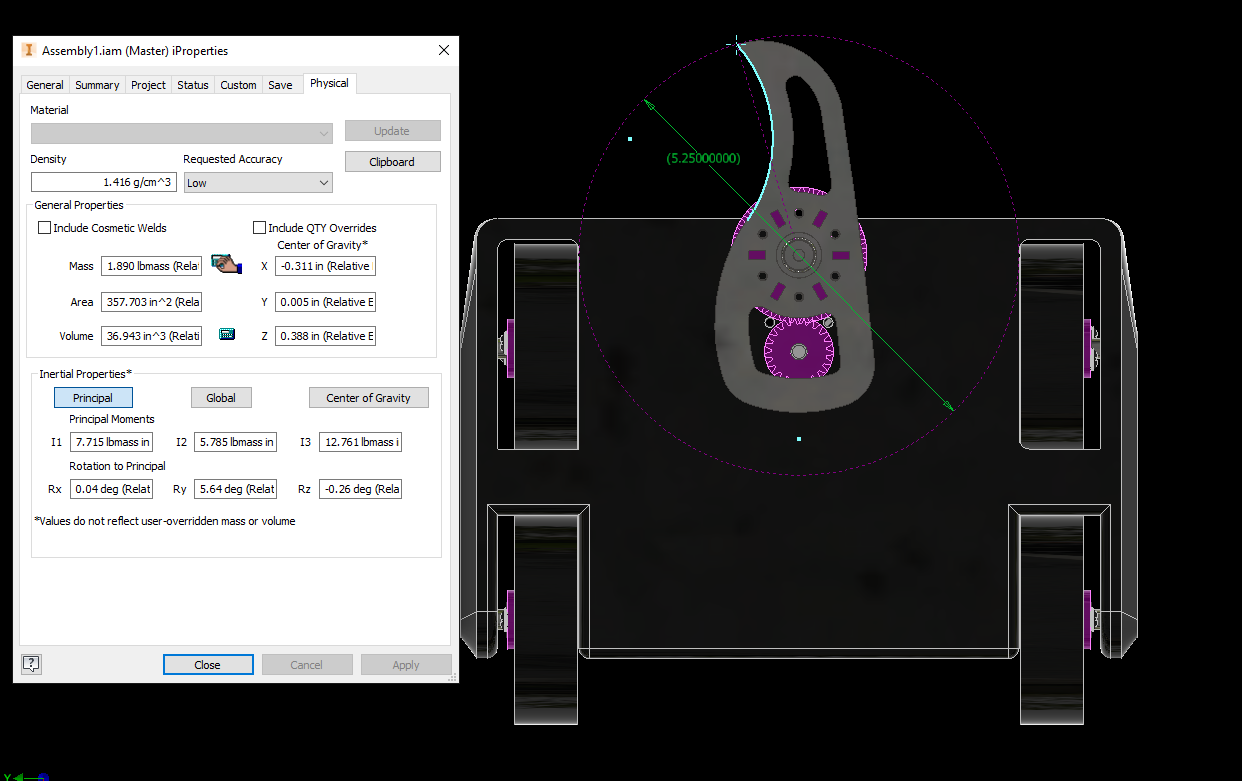 Assembly1.iam (Master) iProperties
General Summary Project Status Custom Save Physical
Material
Update
Density Requested Accuracy
Clipboard
1.416 g/cm^3 Low
General Properties
Include Cosmetic Welds Include QTY Overrides
Center of Gravity*
Mass 1.890 lbmass (Rela X -0.311 in (Relative
Area 357.703 in^2 (Rela Y 0.005 in (Relative E
Volume 36.943 in^3 (Relati Z 0.388 in (Relative E
Inertial Properties*
Principal Global Center of Gravity
Principal Moments
I1 7.715 lbmass in I2 5.785 lbmass in I3 12.761 lbmass i
Rotation to Principal
Rx 0.04 deg (Relat Ry 5.64 deg (Relat Rz -0.26 deg (Rela
*Values do not reflect user-overridden mass or volume
? Close Cancel Apply
(5.25000000)
Y